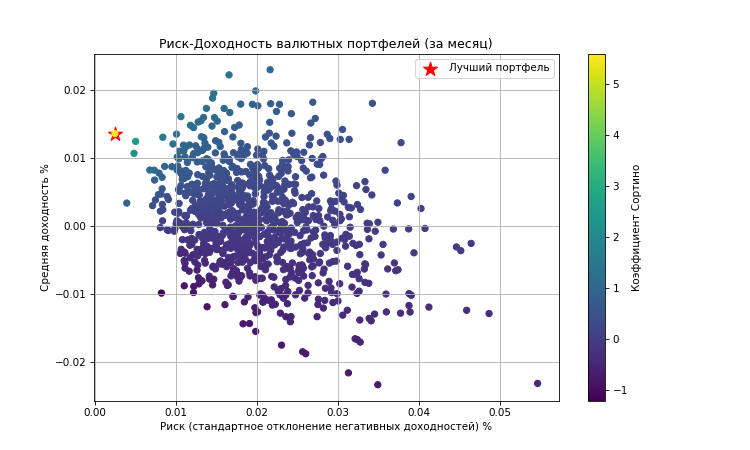 Риск-Доходность валютных портфелей (за месяц)
Лучший портфель
Средняя доходность %
0.02
0.01
0.00
−0.01
−0.02
0.00 0.01 0.02 0.03 0.04 0.05
Риск (стандартное отклонение негативных доходностей) %
5
4
3
2
1
0
−1
Коэффициент Сортино